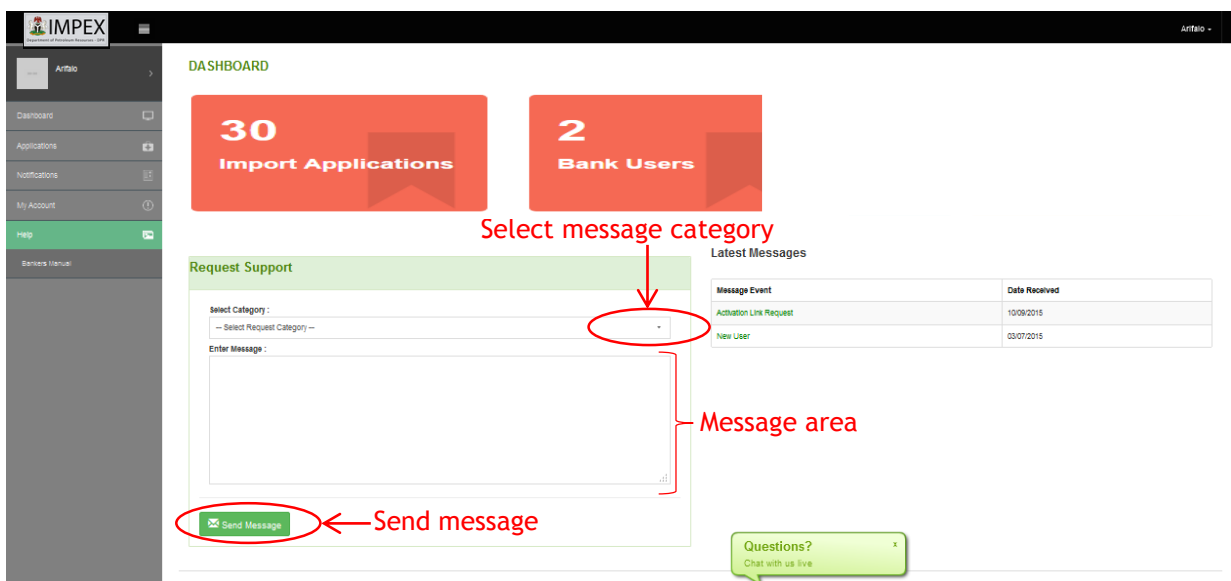 IMPEX
Department of Petroleum Resources - DPR
Arifalo
Arifalo
Dashboard
Applications
Notifications
My Account
Help
Bankers Manual
DASHBOARD
30
Import Applications
2
Bank Users
Select message category
Request Support
Select Category :
-- Select Request Category --
Enter Message :
Message area
Send Message
Send message
Latest Messages
Message Event
Date Received
Activation Link Request
10/09/2015
New User
03/07/2015
Questions?
x
Chat with us live